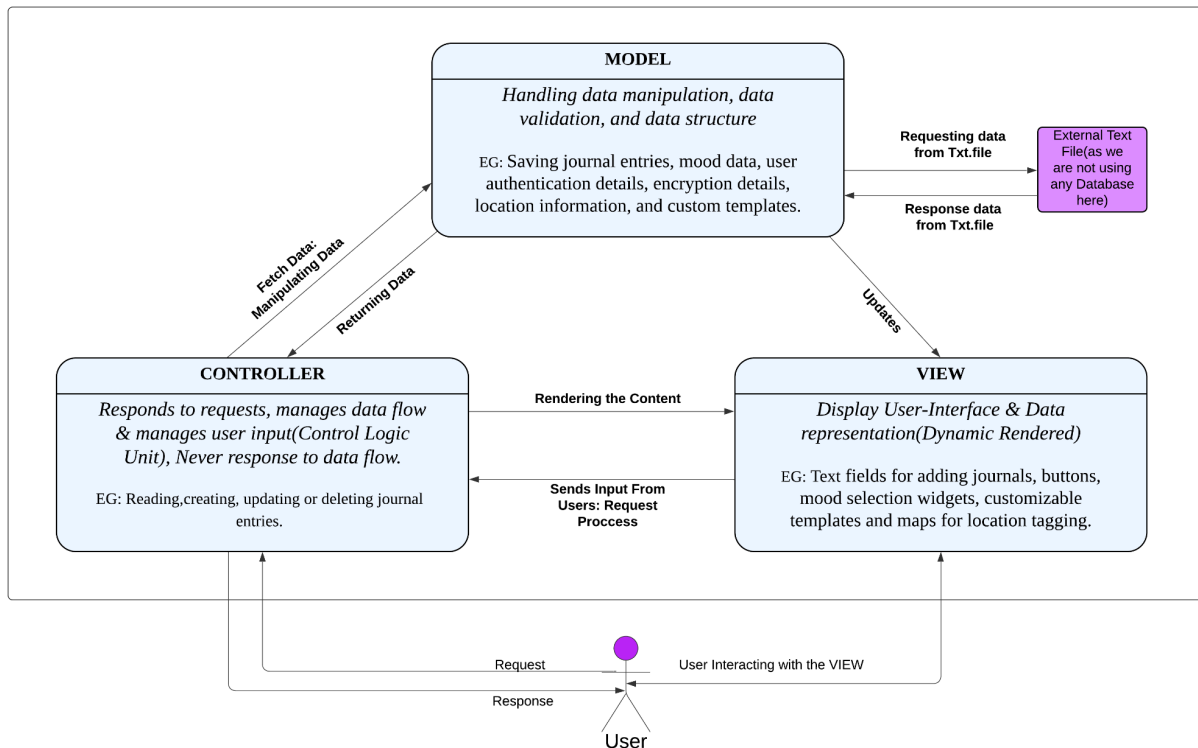 MODEL
Handling data manipulation, data
validation, and data structure
EG: Saving journal entries, mood data, user
authentication details, encryption details,
location information, and custom templates.
Requesting data
from Txt.file
Response data
from Txt.file
External Text
File(as we
are not using
any Database
here)
Fetch Data:
Manipulating Data
Returning Data
Updates
CONTROLLER
Responds to requests, manages data flow
& manages user input(Control Logic
Unit), Never response to data flow.
EG: Reading,creating, updating or deleting journal
entries.
Rendering the Content
Sends Input From
Users: Request
Proccess
VIEW
Display User-Interface & Data
representation(Dynamic Rendered)
EG: Text fields for adding journals, buttons,
mood selection widgets, customizable
templates and maps for location tagging.
Request
Response
User Interacting with the VIEW
User